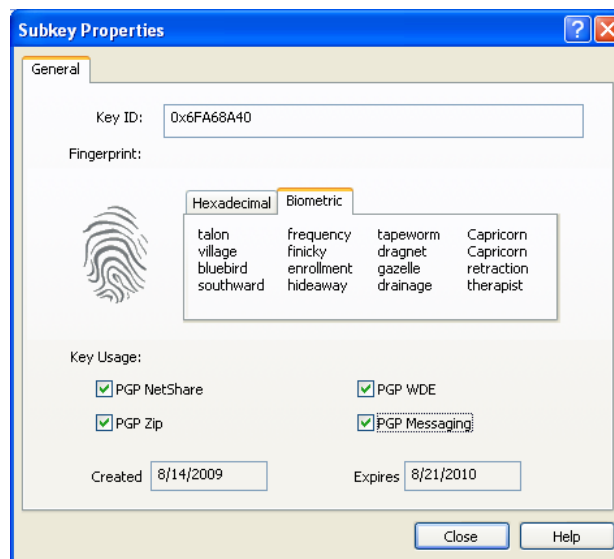 Subkey Properties
General
Key ID: 0x6FA68A40
Fingerprint:
Hexadecimal Biometric
talon frequency tapeworm Capricorn
village finicky dragnet Capricorn
bluebird enrollment gazelle retraction
southward hideaway drainage therapist
Key Usage:
PGP NetShare PGP WDE
PGP Zip PGP Messaging
Created 8/14/2009 Expires 8/21/2010
Close Help